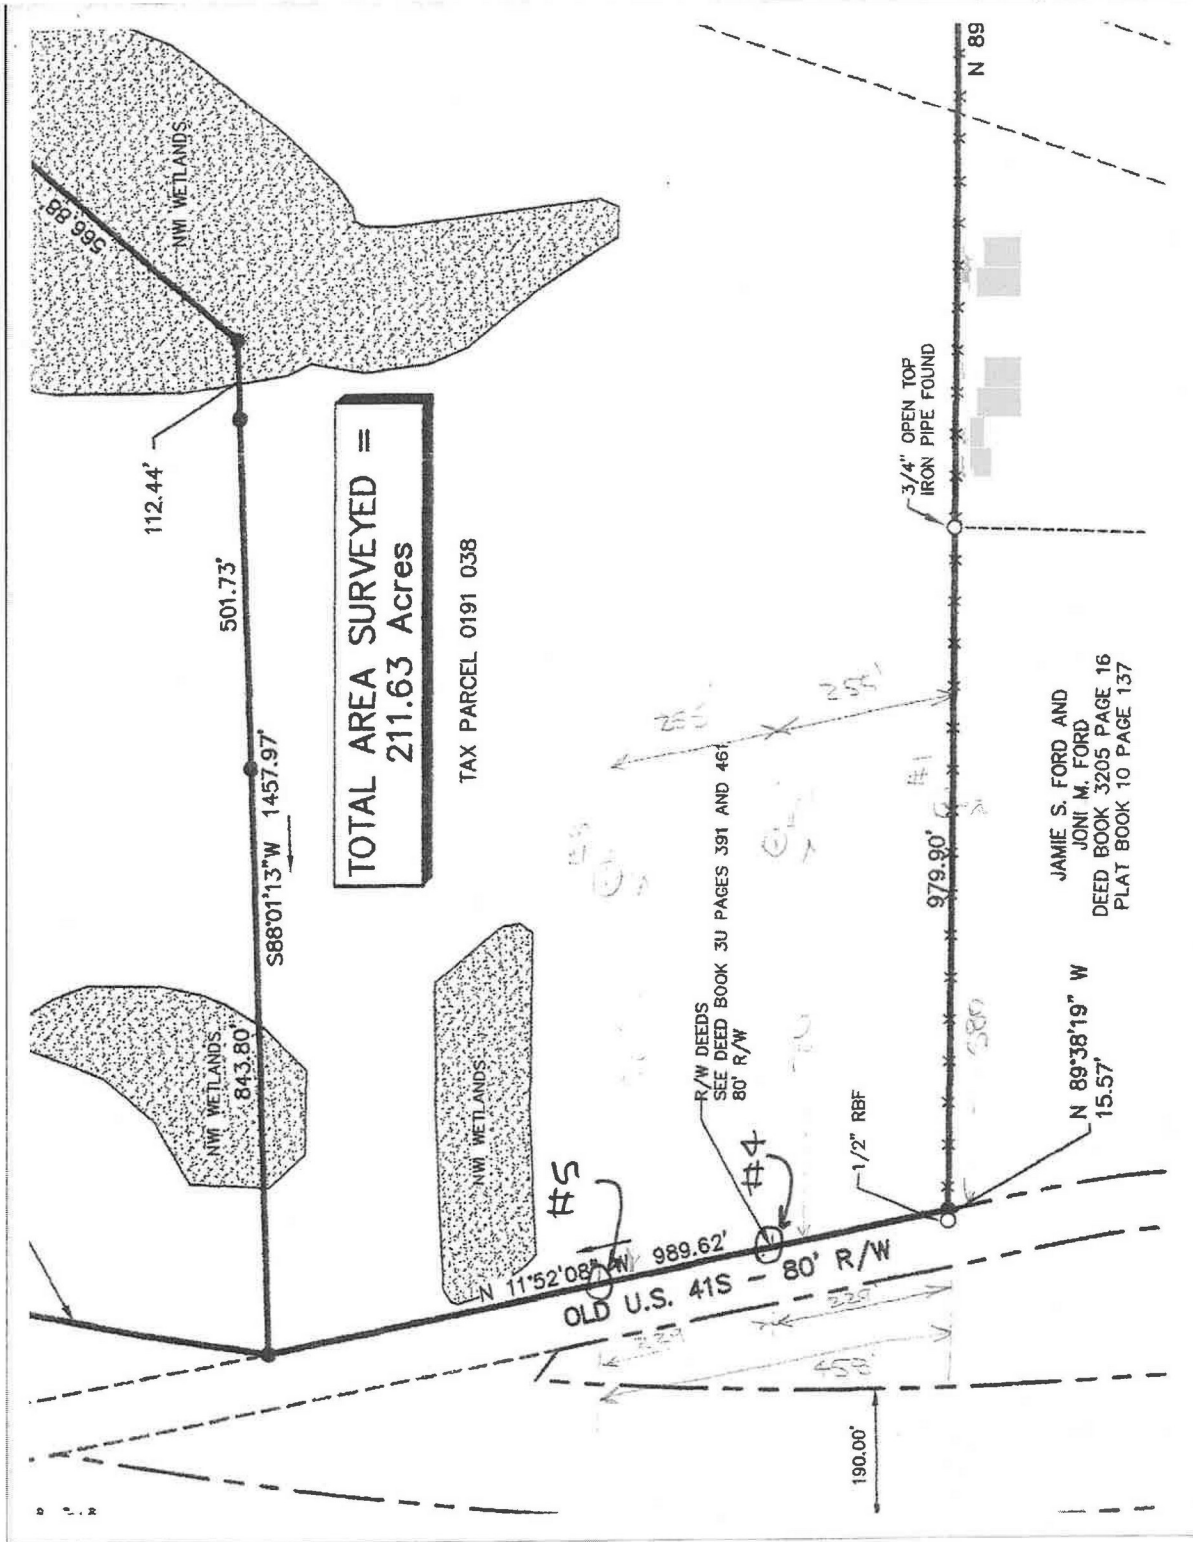 566.88'
NWI WETLANDS
112.44'
501.73'
S88°01'13"W 1457.97'
843.80'
NWI WETLANDS
TOTAL AREA SURVEYED =
211.63 Acres
TAX PARCEL 0191 038
NWI WETLANDS
#5
N 11°52'08" W 989.62'
OLD U.S. 41S - 80' R/W
R/W DEEDS
SEE DEED BOOK 3U PAGES 391 AND 461
80' R/W
#4
1/2" RBF
255'
#1
979.90'
380
229'
458'
190.00'
N 89°38'19" W
15.57'
3/4" OPEN TOP
IRON PIPE FOUND
N 89
JAMIE S. FORD AND
JONI M. FORD
DEED BOOK 3205 PAGE 16
PLAT BOOK 10 PAGE 137